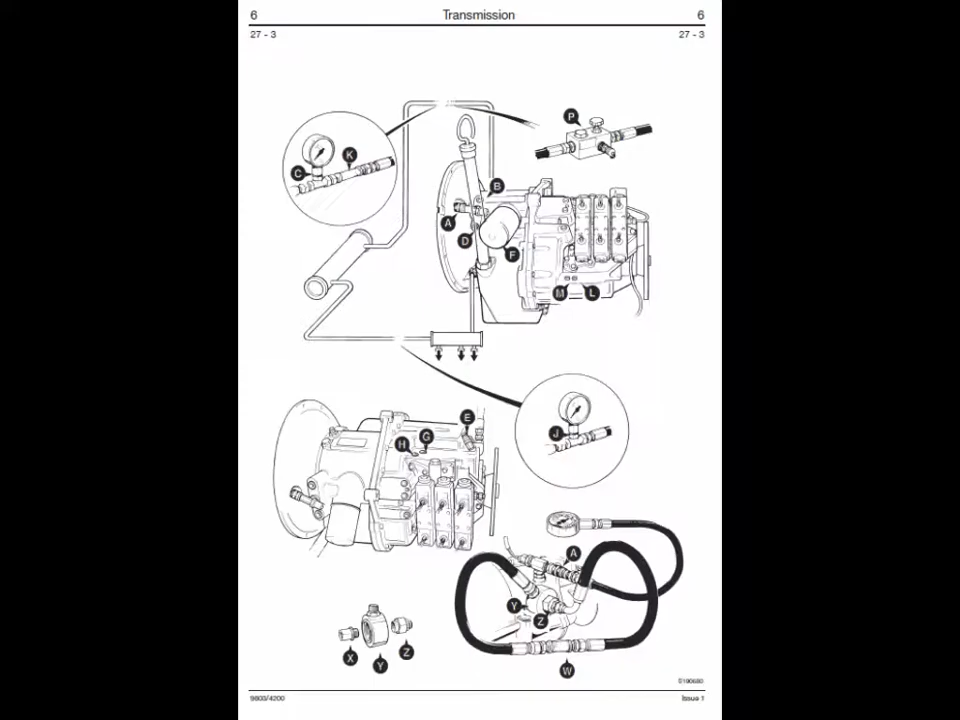 6 Transmission 6
27 - 3 27 - 3
P
K
C
B
A
D
F
M L
E
G
H
J
A
Y
Z
X Y Z
W
S190680
9803/4200 Issue 1